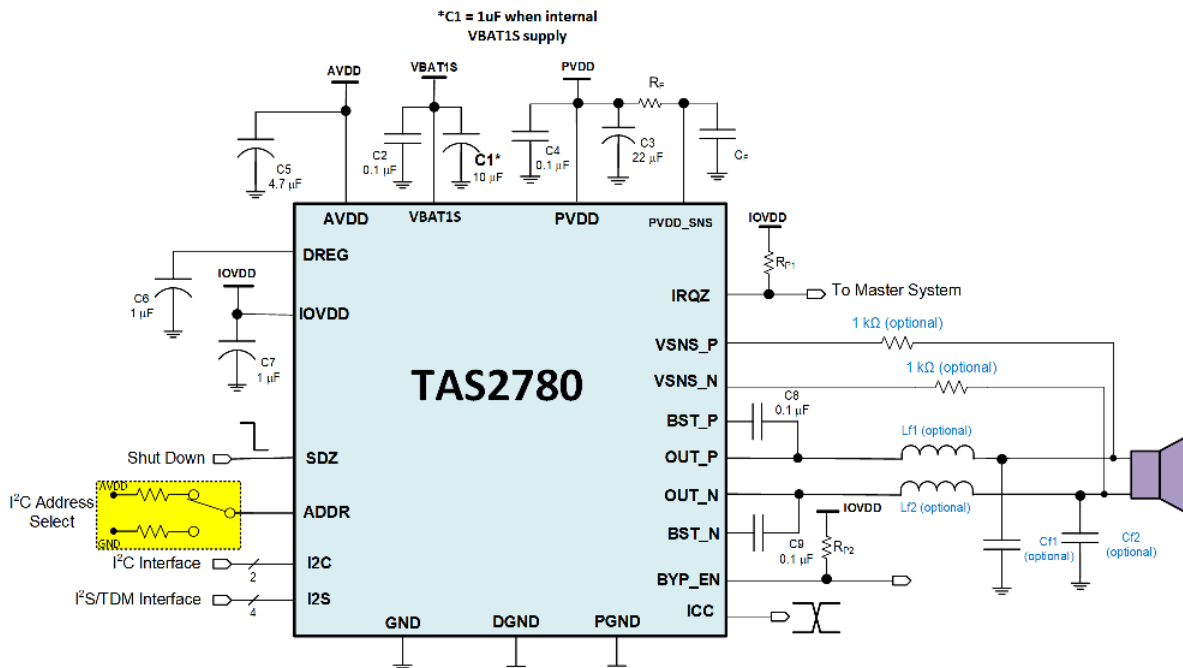 *C1 = 1uF when internal
VBAT1S supply
AVDD
VBAT1S
PVDD
R_F
C5
4.7 µF
C2
0.1 µF
C1*
10 µF
C4
0.1 µF
C3
22 µF
C_F
AVDD
VBAT1S
PVDD
PVDD_SNS
IOVDD
R_P1
DREG
C6
1 µF
IOVDD
IOVDD
C7
1 µF
IRQZ
To Master System
1 kΩ (optional)
VSNS_P
1 kΩ (optional)
VSNS_N
TAS2780
C8
0.1 µF
BST_P
Lf1 (optional)
Shut Down
SDZ
OUT_P
I²C Address
Select
AVDD
GND
ADDR
OUT_N
Lf2 (optional)
IOVDD
BST_N
C9
0.1 µF
R_P2
Cf1
(optional)
Cf2
(optional)
I²C Interface
2
I2C
BYP_EN
I²S/TDM Interface
4
I2S
ICC
GND
DGND
PGND